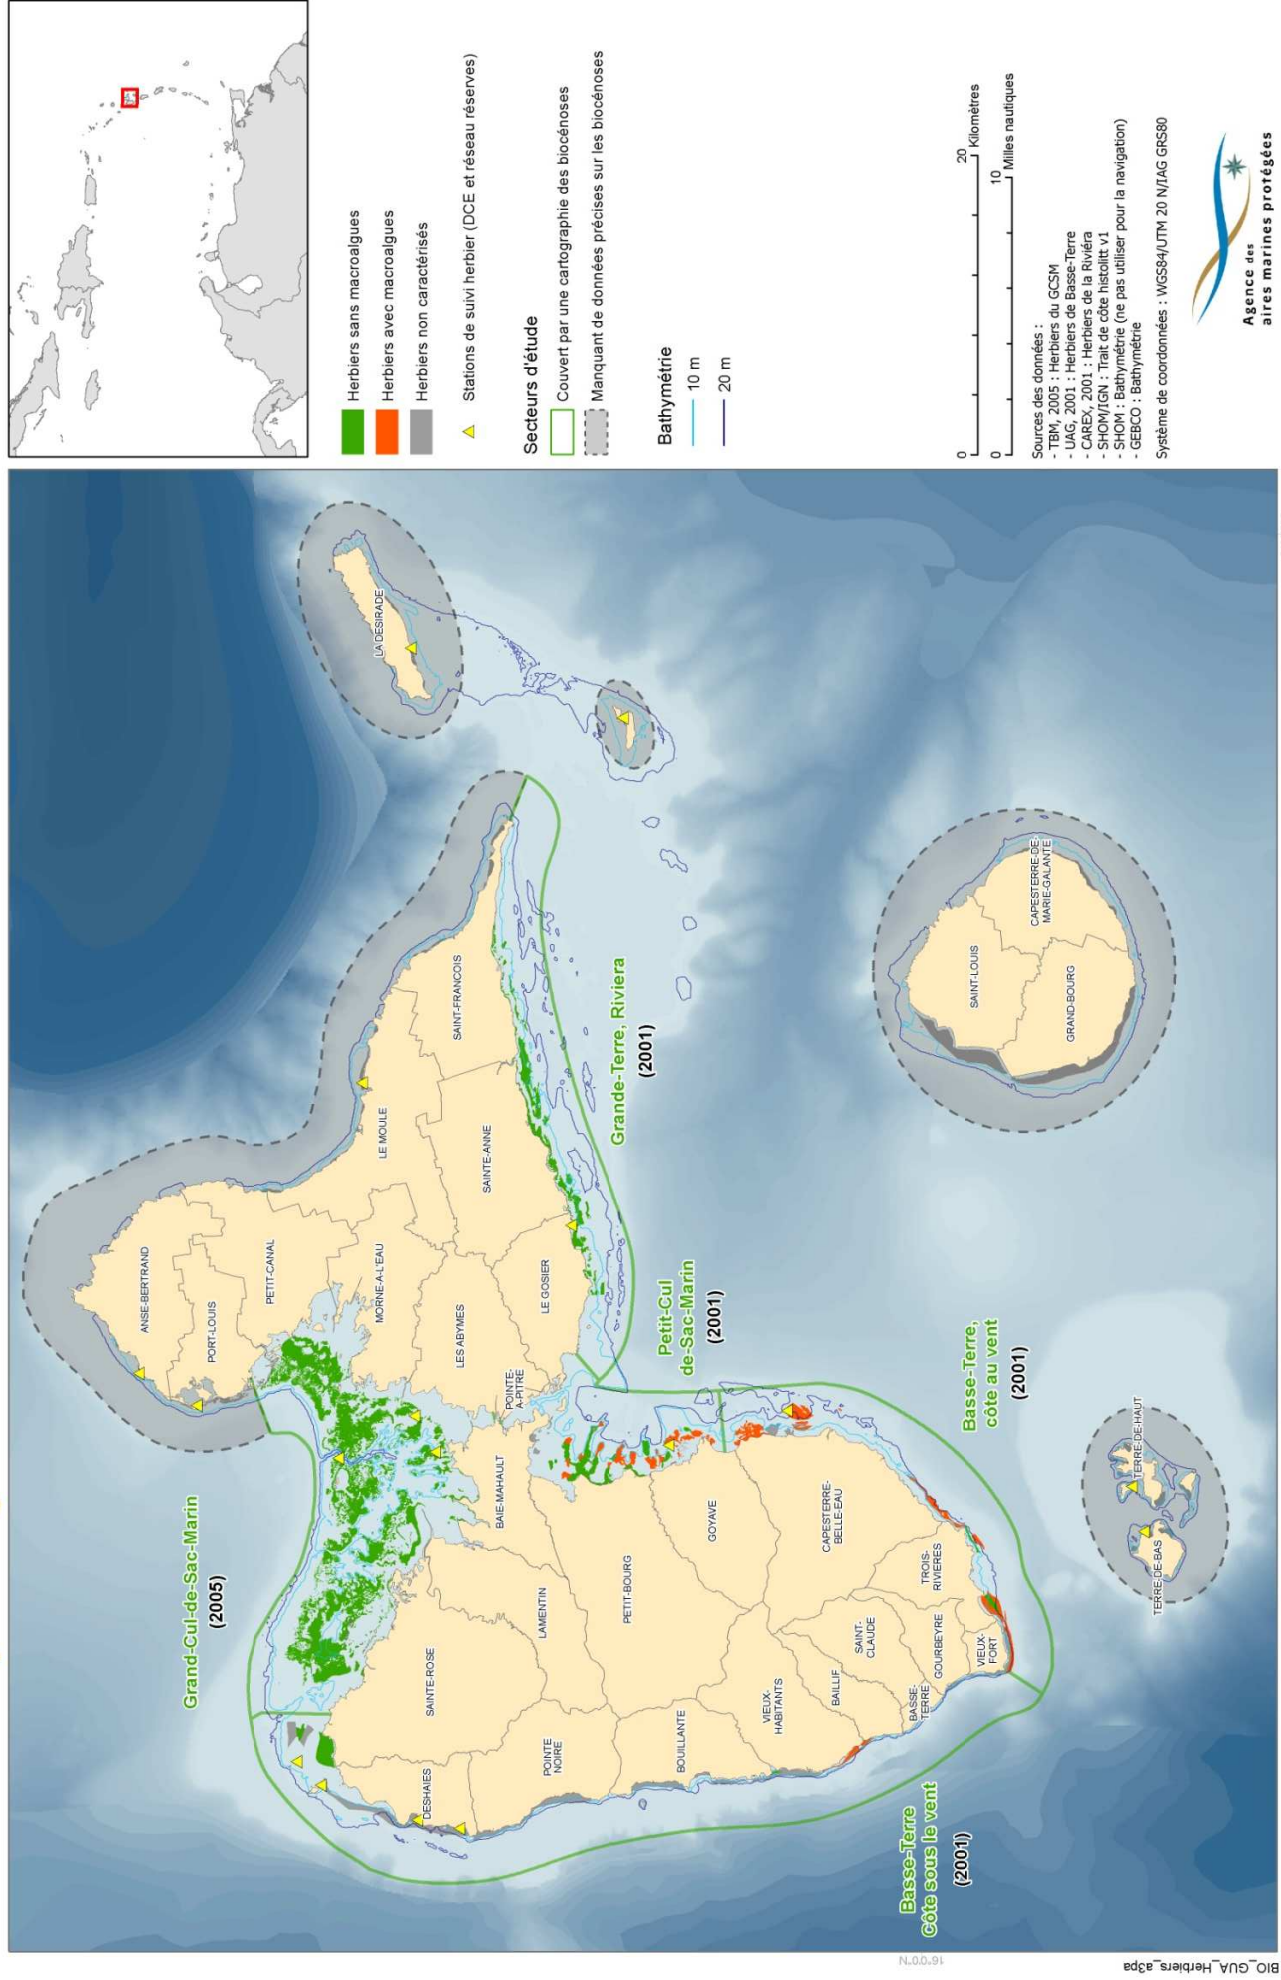 Grand-Cul-de-Sac-Marin
(2005)
ANSE-BERTRAND
PORT-LOUIS
PETIT-CANAL
MORNE-A-L'EAU
LE MOULE
LES ABYMES
POINTE-
A-PITRE
LE GOSIER
SAINTE-ANNE
SAINT-FRANCOIS
LA DESIRADE
SAINTE-ROSE
DESHAIES
LAMENTIN
BAIE-MAHAULT
POINTE
NOIRE
PETIT-BOURG
GOYAVE
BOUILLANTE
VIEUX-
HABITANTS
CAPESTERRE-
BELLE-EAU
SAINT-
CLAUDE
BAILLIF
BASSE-
TERRE
GOURBEYRE
TROIS-
RIVIERES
VIEUX-
FORT
Grande-Terre, Riviera
(2001)
Petit-Cul
de-Sac-Marin
(2001)
Basse-Terre,
côte au vent
(2001)
Basse-Terre
Côte sous le vent
(2001)
SAINT-LOUIS
GRAND-BOURG
CAPESTERRE-DE-
MARIE-GALANTE
TERRE-DE-HAUT
TERRE-DE-BAS
16°0'0"N
BIO_GUA_Herbiers_a3pa
Herbiers sans macroalgues
Herbiers avec macroalgues
Herbiers non caractérisés
Stations de suivi herbier (DCE et réseau réserves)
Secteurs d'étude
Couvert par une cartographie des biocénoses
Manquant de données précises sur les biocénoses
Bathymétrie
10 m
20 m
0 20 Kilomètres
0 10 Milles nautiques
Sources des données :
- TBM, 2005 : Herbiers du GCSM
- UAG, 2001 : Herbiers de Basse-Terre
- CAREX, 2001 : Herbiers de la Riviéra
- SHOM/IGN : Trait de côte histolitt v1
- SHOM : Bathymétrie (ne pas utiliser pour la navigation)
- GEBCO : Bathymétrie
Système de coordonnées : WGS84/UTM 20 N/IAG GRS80
Agence des
aires marines protégées